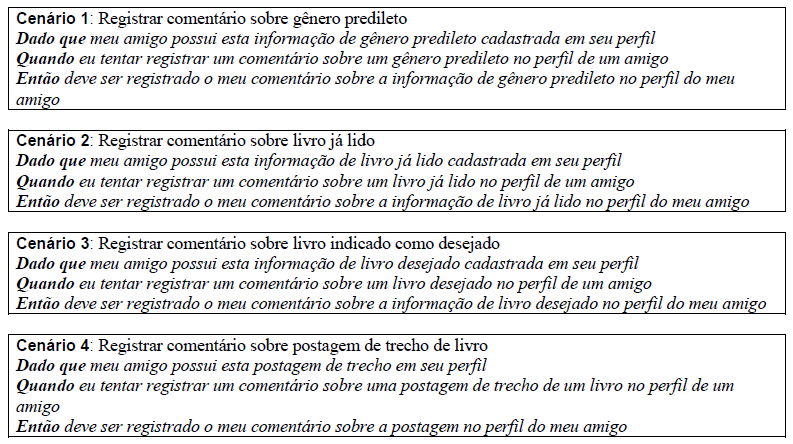 Cenário 1: Registrar comentário sobre gênero predileto
Dado que meu amigo possui esta informação de gênero predileto cadastrada em seu perfil
Quando eu tentar registrar um comentário sobre um gênero predileto no perfil de um amigo
Então deve ser registrado o meu comentário sobre a informação de gênero predileto no perfil do meu
amigo
Cenário 2: Registrar comentário sobre livro já lido
Dado que meu amigo possui esta informação de livro já lido cadastrada em seu perfil
Quando eu tentar registrar um comentário sobre um livro já lido no perfil de um amigo
Então deve ser registrado o meu comentário sobre a informação de livro já lido no perfil do meu amigo
Cenário 3: Registrar comentário sobre livro indicado como desejado
Dado que meu amigo possui esta informação de livro desejado cadastrada em seu perfil
Quando eu tentar registrar um comentário sobre um livro desejado no perfil de um amigo
Então deve ser registrado o meu comentário sobre a informação de livro desejado no perfil do meu amigo
Cenário 4: Registrar comentário sobre postagem de trecho de livro
Dado que meu amigo possui esta postagem de trecho em seu perfil
Quando eu tentar registrar um comentário sobre uma postagem de trecho de um livro no perfil de um
amigo
Então deve ser registrado o meu comentário sobre a postagem no perfil do meu amigo